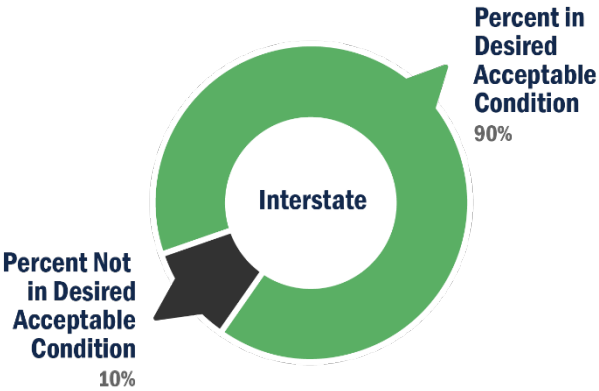 Percent in
Desired
Acceptable
Condition
90%
Interstate
Percent Not
in Desired
Acceptable
Condition
10%